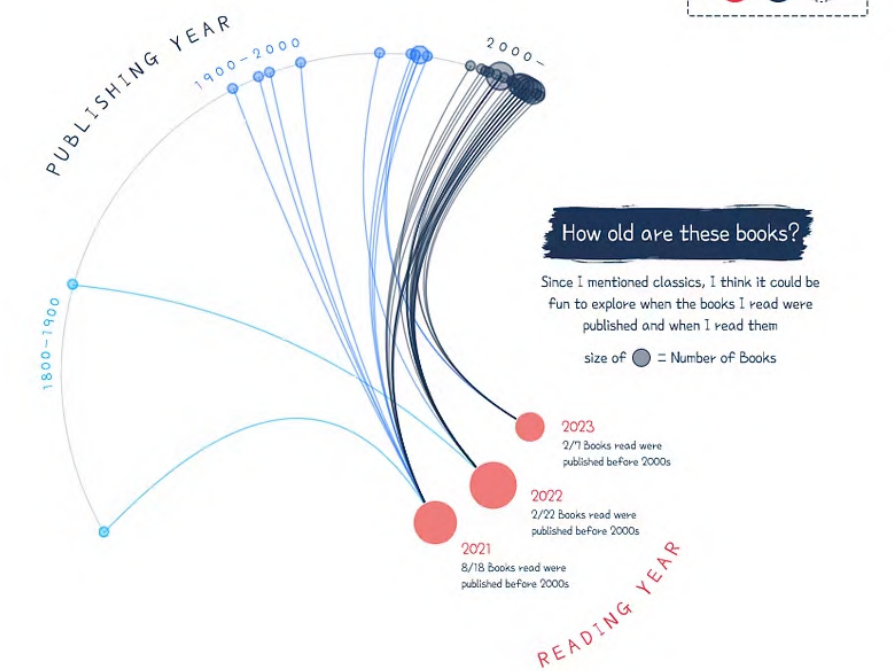 PUBLISHING YEAR
1900-2000
2000-
1800-1900
How old are these books?
Since I mentioned classics, I think it could be
fun to explore when the books I read were
published and when I read them
size of = Number of Books
2023
2/7 Books read were
published before 2000s
2022
2/22 Books read were
published before 2000s
2021
8/18 Books read were
published before 2000s
READING YEAR